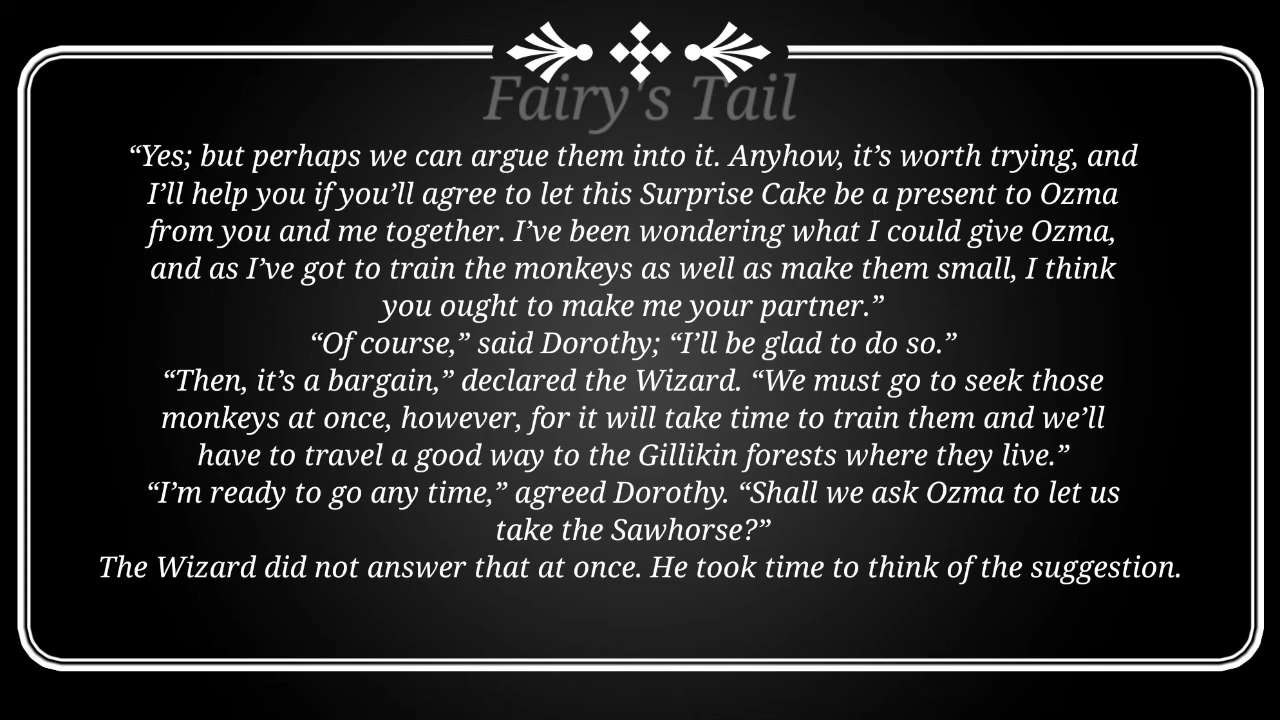 Fairy's Tail
“Yes; but perhaps we can argue them into it. Anyhow, it’s worth trying, and
I’ll help you if you’ll agree to let this Surprise Cake be a present to Ozma
from you and me together. I’ve been wondering what I could give Ozma,
and as I’ve got to train the monkeys as well as make them small, I think
you ought to make me your partner.”
“Of course,” said Dorothy; “I’ll be glad to do so.”
“Then, it’s a bargain,” declared the Wizard. “We must go to seek those
monkeys at once, however, for it will take time to train them and we’ll
have to travel a good way to the Gillikin forests where they live.”
“I’m ready to go any time,” agreed Dorothy. “Shall we ask Ozma to let us
take the Sawhorse?”
The Wizard did not answer that at once. He took time to think of the suggestion.